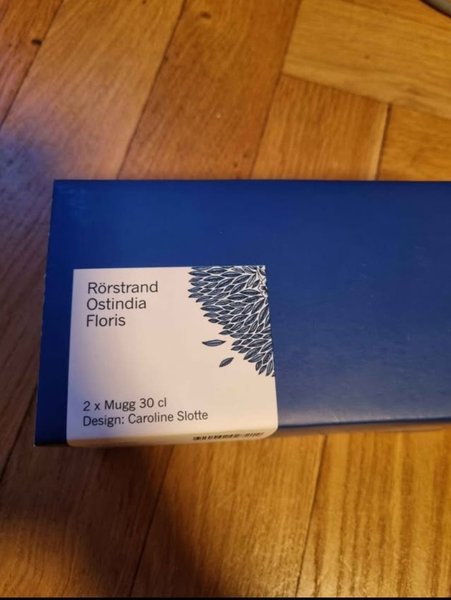 Rörstrand
Ostindia
Floris
2 x Mugg 30 cl
Design: Caroline Slotte